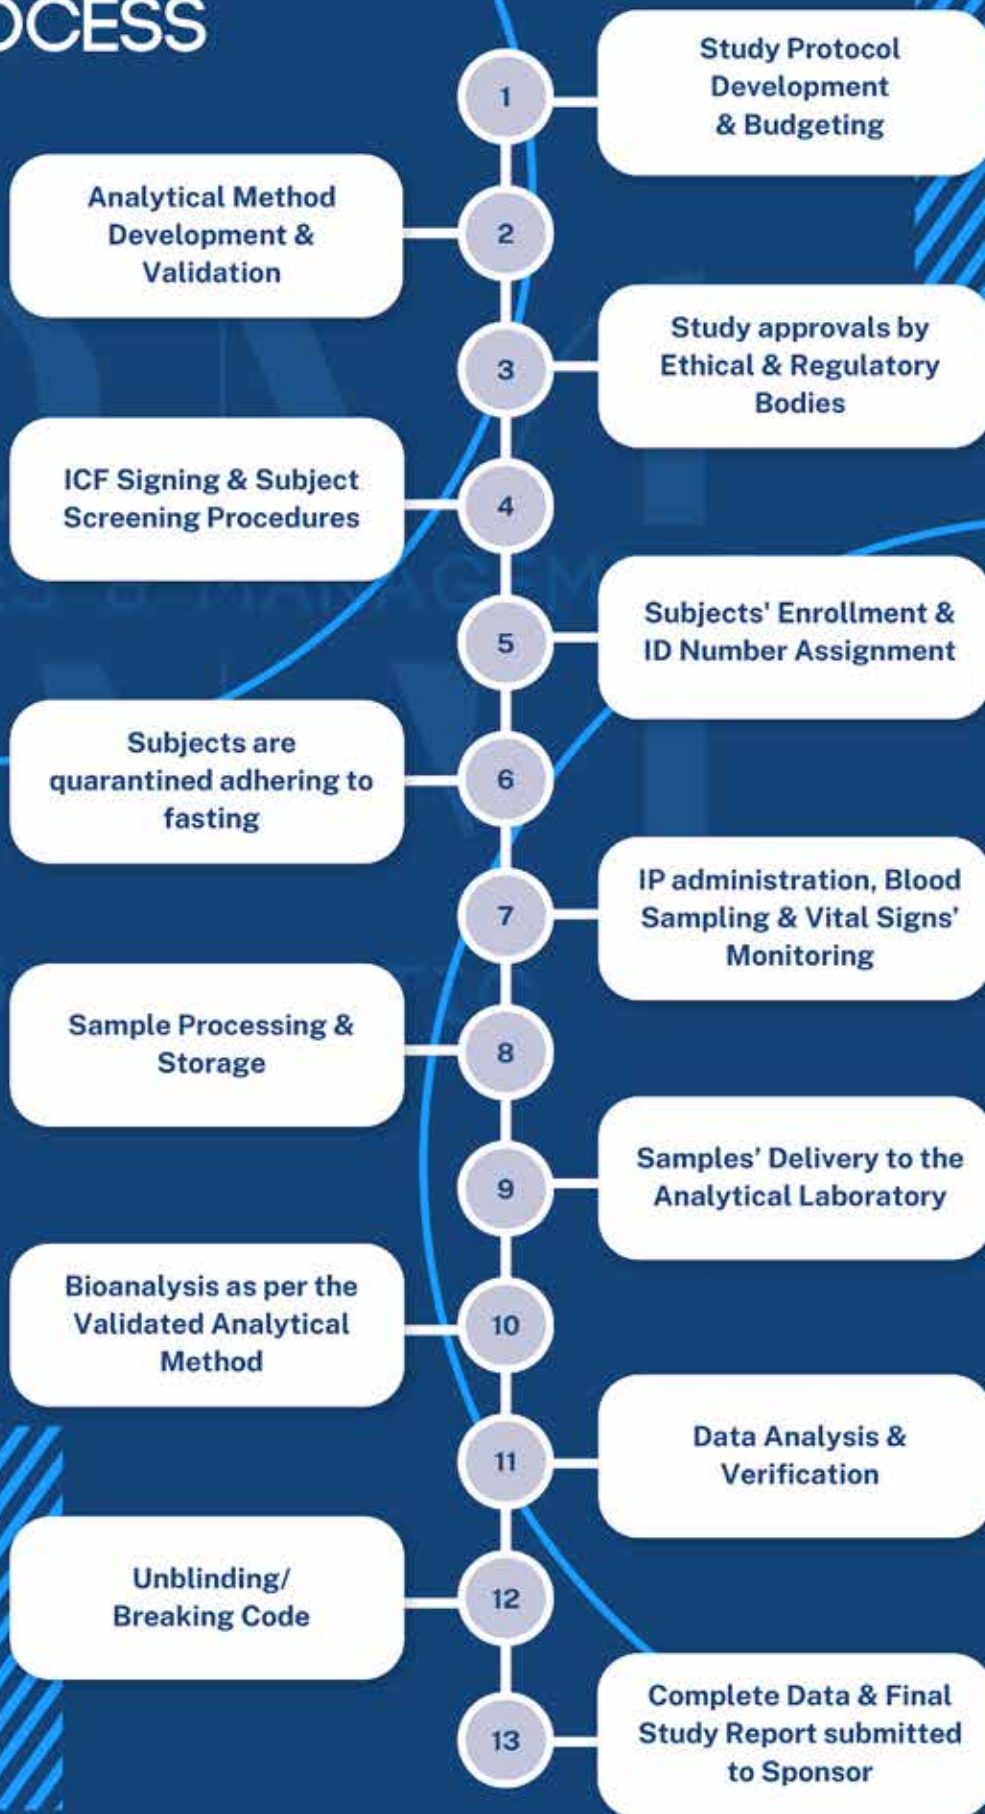 1
Study Protocol
Development
& Budgeting
Analytical Method
Development &
Validation
2
3
Study approvals by
Ethical & Regulatory
Bodies
ICF Signing & Subject
Screening Procedures
4
5
Subjects' Enrollment &
ID Number Assignment
Subjects are
quarantined adhering to
fasting
6
7
IP administration, Blood
Sampling & Vital Signs’
Monitoring
Sample Processing &
Storage
8
9
Samples’ Delivery to the
Analytical Laboratory
Bioanalysis as per the
Validated Analytical
Method
10
11
Data Analysis &
Verification
Unblinding/
Breaking Code
12
13
Complete Data & Final
Study Report submitted
to Sponsor